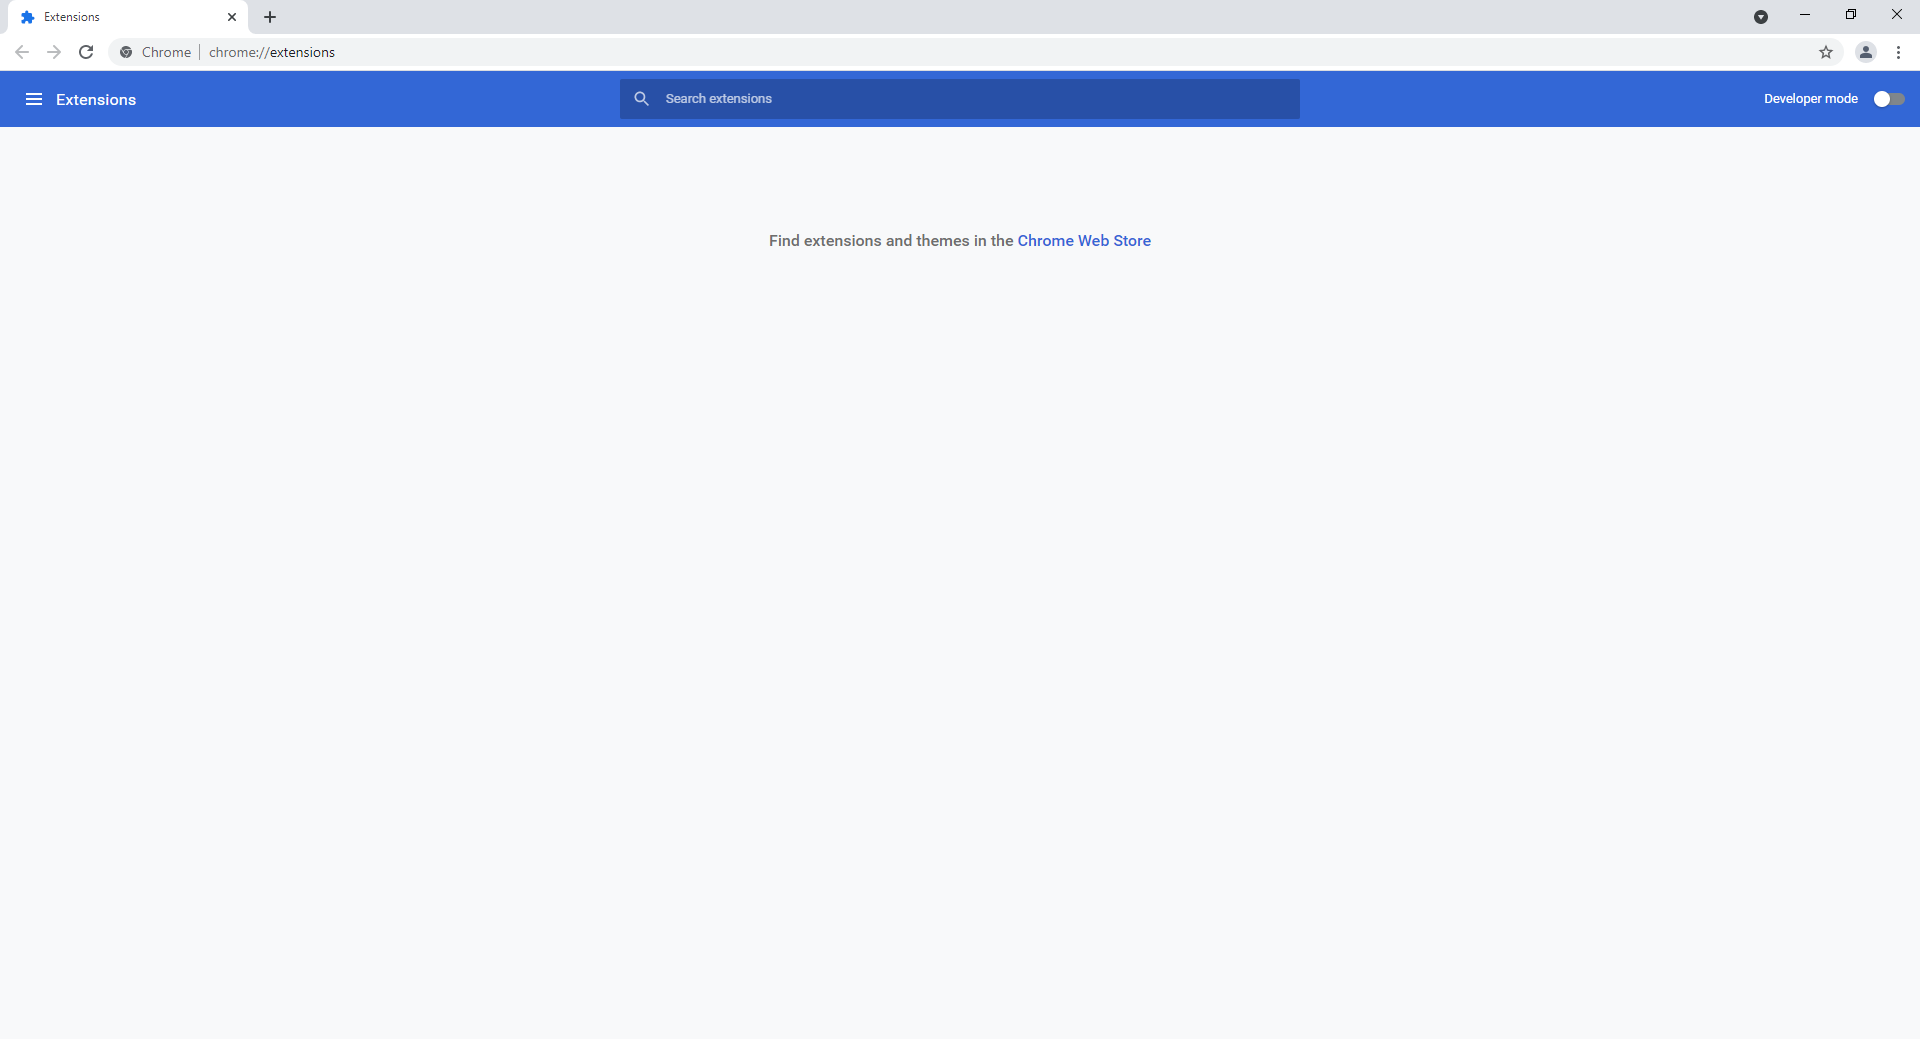 Extensions
Chrome chrome://extensions
Extensions
Search extensions
Developer mode
Find extensions and themes in the Chrome Web Store